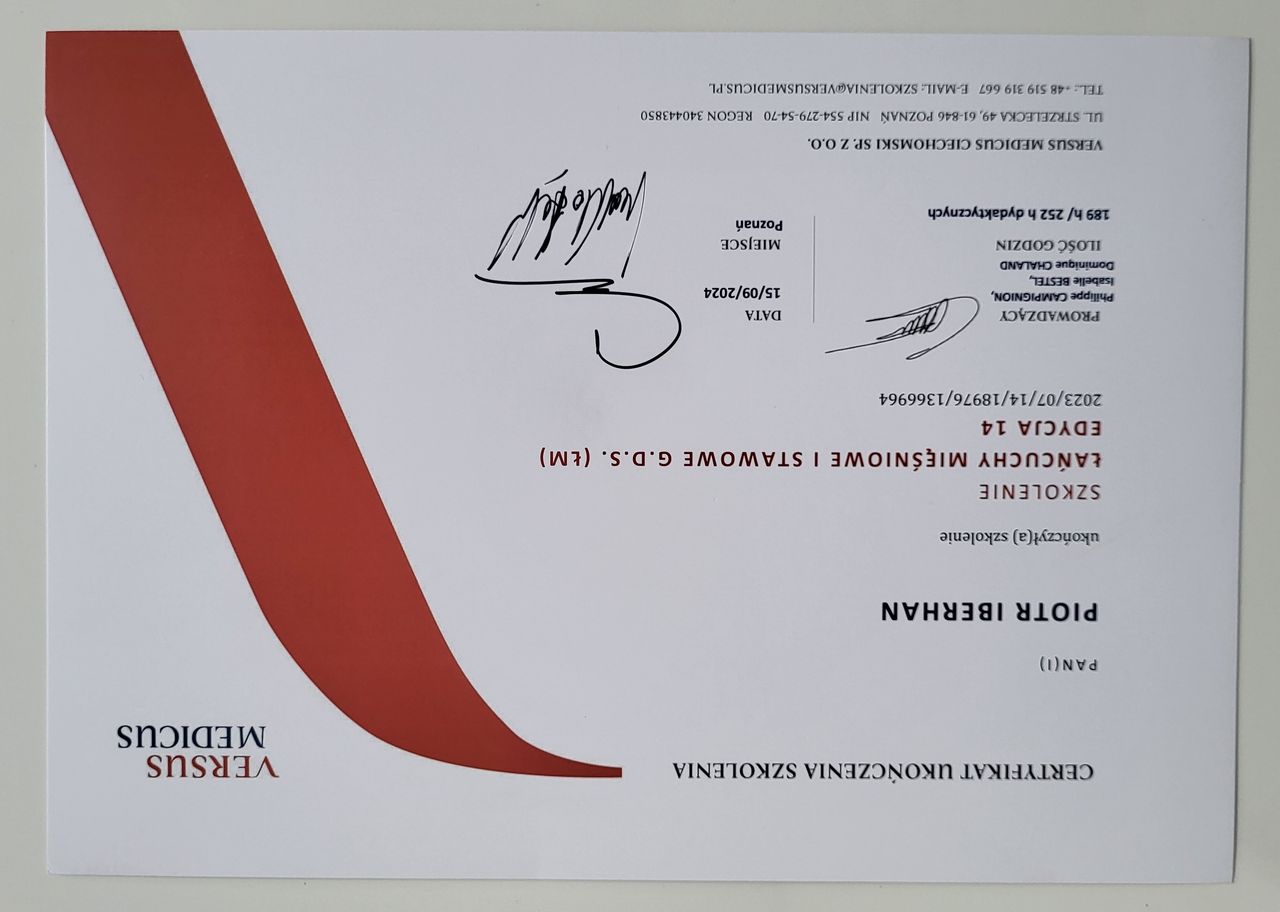 CERTYFIKAT UKOŃCZENIA SZKOLENIA
VERSUS
MEDICUS
PAN(I)
PIOTR IBERHAN
ukończył(a) szkolenie
SZKOLENIE
ŁAŃCUCHY MIĘŚNIOWE I STAWOWE G.D.S. (ŁM)
EDYCJA 14
2023/07/14/18976/1366964
PROWADZĄCY
Philippe CAMPIGNION,
Isabelle BESTEL,
Dominique CHALAND
ILOŚĆ GODZIN
189 h/ 252 h dydaktycznych
DATA
15/09/2024
MIEJSCE
Poznań
VERSUS MEDICUS CIECHOMSKI SP. Z O.O.
UL. STRZELECKA 49, 61-846 POZNAŃ NIP 554-279-54-70 REGON 340443850
TEL.: +48 519 319 667 E-MAIL: SZKOLENIA@VERSUSMEDICUS.PL